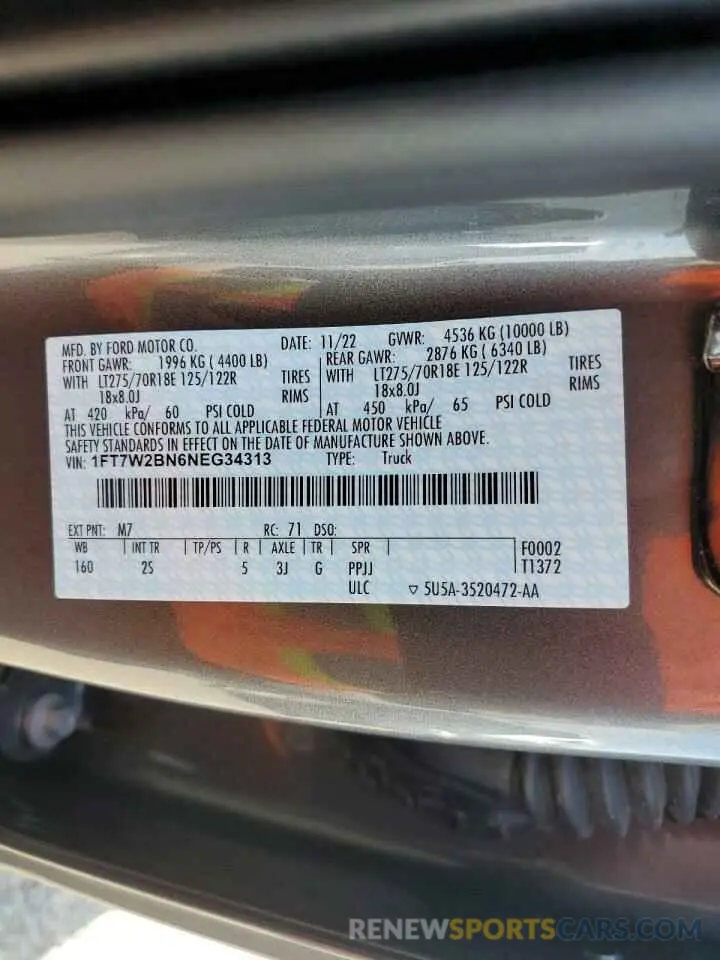 MFD. BY FORD MOTOR CO. DATE: 11/22 GVWR: 4536 KG (10000 LB)
FRONT GAWR: 1996 KG ( 4400 LB) REAR GAWR: 2876 KG ( 6340 LB)
WITH LT275/70R18E 125/122R TIRES WITH LT275/70R18E 125/122R TIRES
18x8.0J RIMS 18x8.0J RIMS
AT 420 kPa/ 60 PSI COLD AT 450 kPa/ 65 PSI COLD
THIS VEHICLE CONFORMS TO ALL APPLICABLE FEDERAL MOTOR VEHICLE
SAFETY STANDARDS IN EFFECT ON THE DATE OF MANUFACTURE SHOWN ABOVE.
VIN: 1FT7W2BN6NEG34313 TYPE: Truck
EXT PNT: M7 RC: 71 DSO:
WB INT TR TP/PS R AXLE TR SPR F0002
160 2S 5 3J G PPJJ T1372
ULC ▽ 5U5A-3520472-AA
RENEWSPORTSCARS.COM